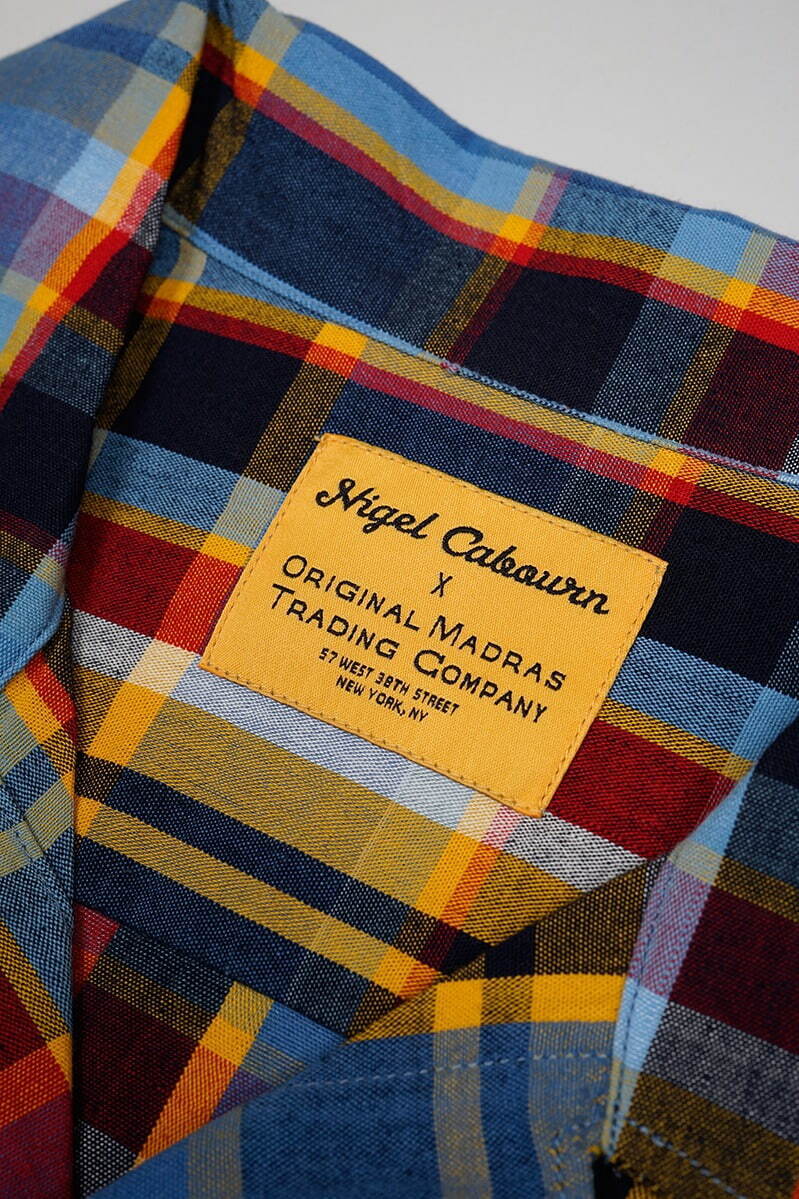 Nigel Cabourn
X
ORIGINAL MADRAS
TRADING COMPANY
57 WEST 38TH STREET
NEW YORK, NY